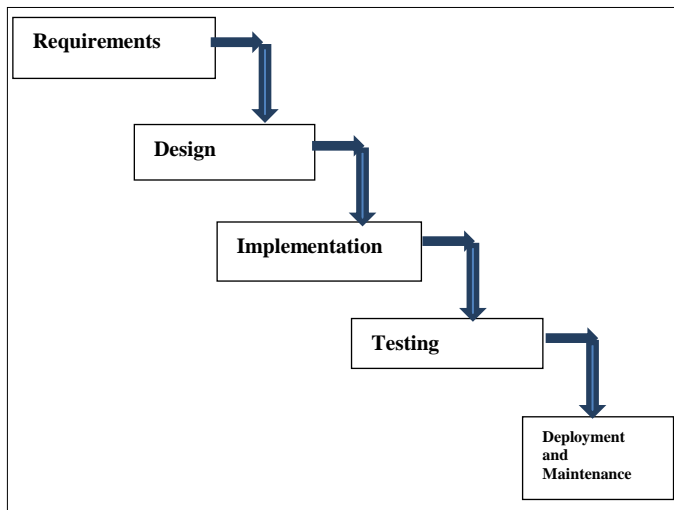 Requirements
Design
Implementation
Testing
Deployment
and
Maintenance